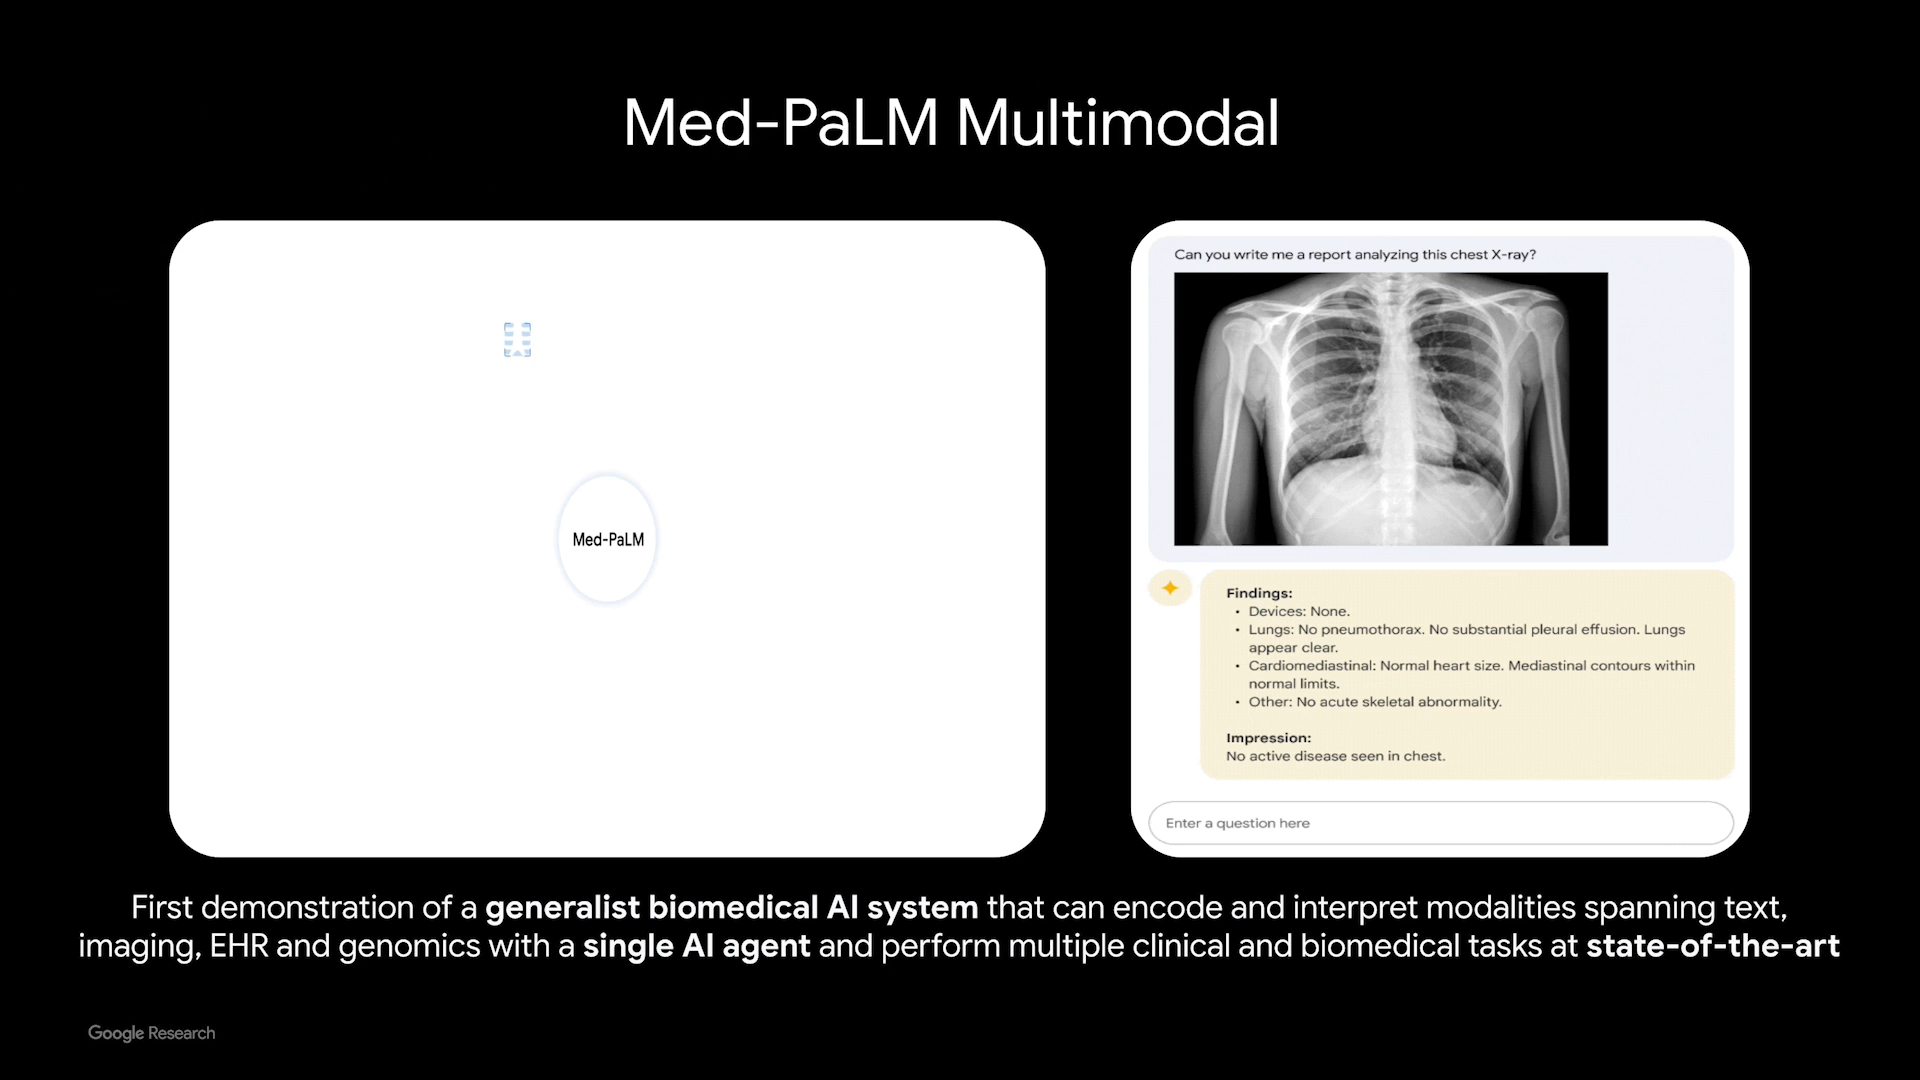 Med-PaLM Multimodal
Med-PaLM
Can you write me a report analyzing this chest X-ray?
Findings:
• Devices: None.
• Lungs: No pneumothorax. No substantial pleural effusion. Lungs
appear clear.
• Cardiomediastinal: Normal heart size. Mediastinal contours within
normal limits.
• Other: No acute skeletal abnormality.
Impression:
No active disease seen in chest.
Enter a question here
First demonstration of a generalist biomedical AI system that can encode and interpret modalities spanning text,
imaging, EHR and genomics with a single AI agent and perform multiple clinical and biomedical tasks at state-of-the-art
Google Research